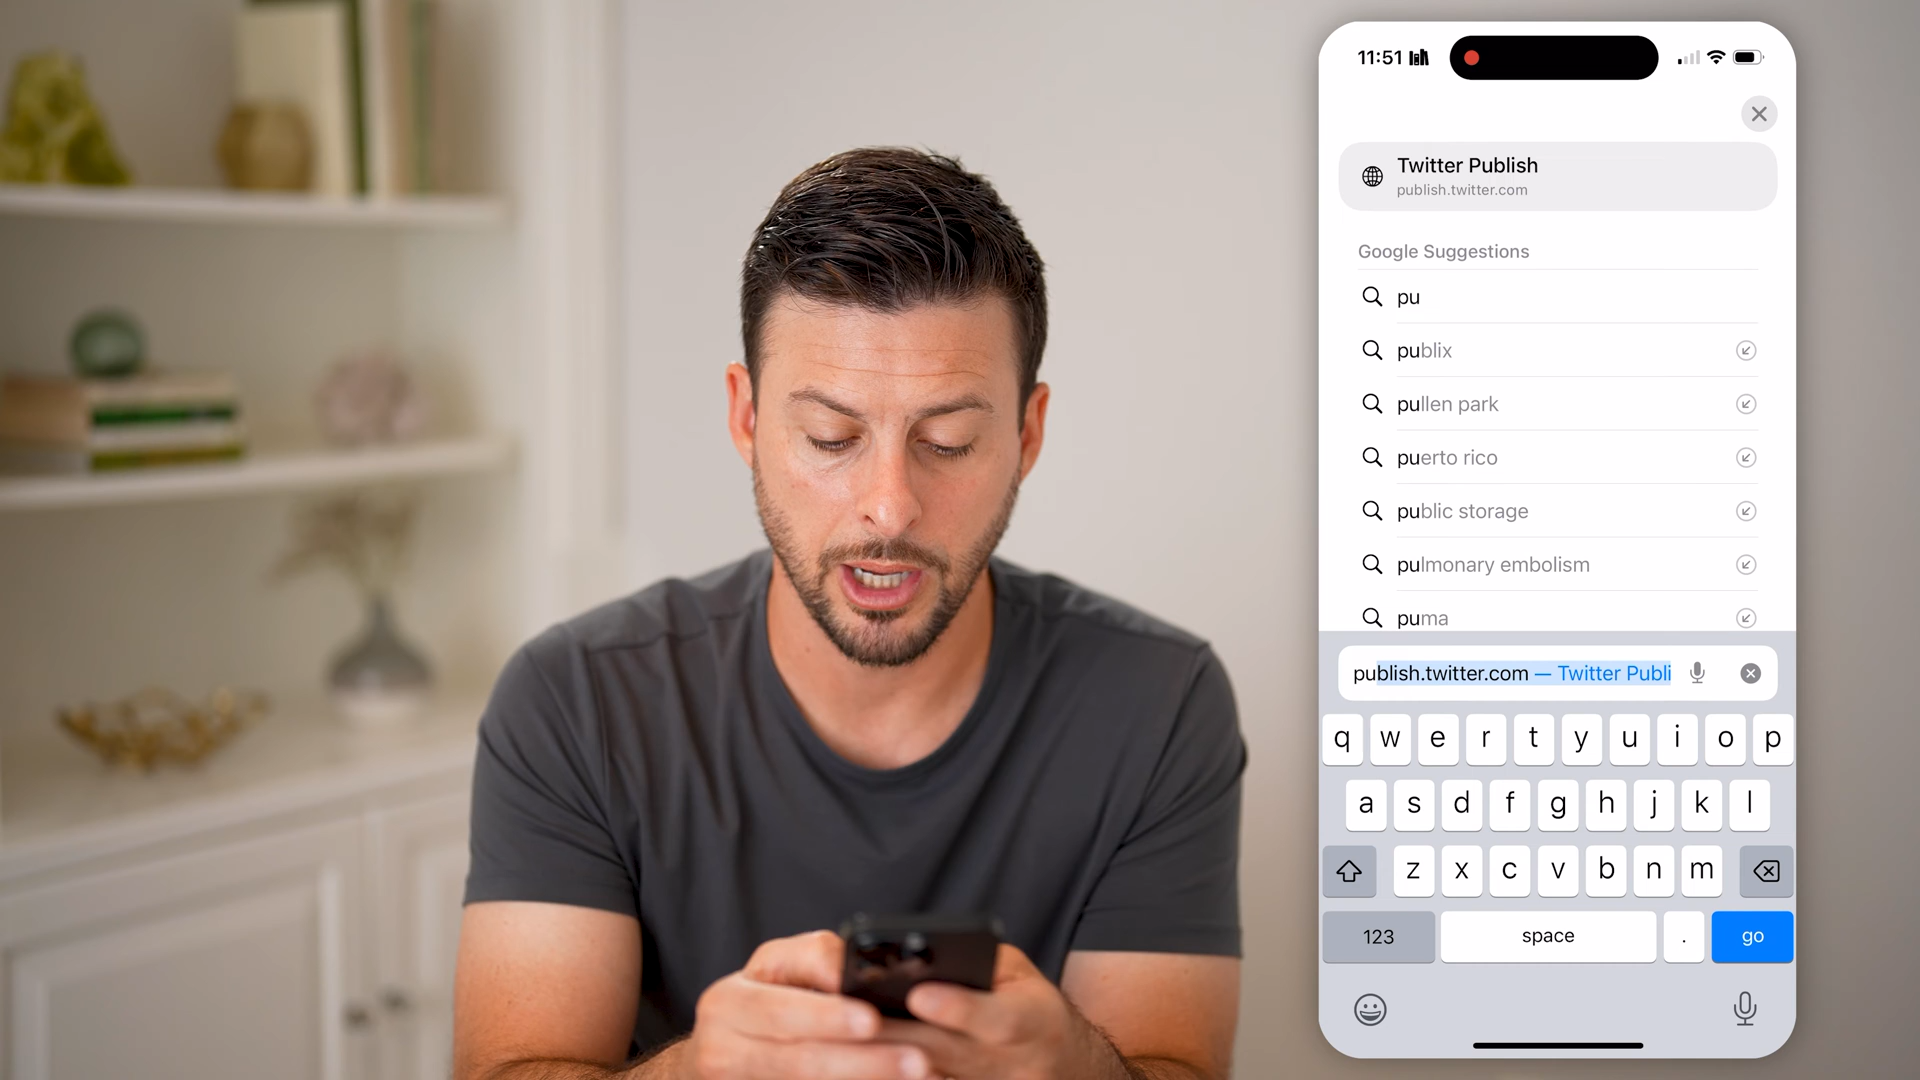 11:51
Twitter Publish
publish.twitter.com
Google Suggestions
pu
publix
pullen park
puerto rico
public storage
pulmonary embolism
puma
publish.twitter.com — Twitter Publi
q w e r t y u i o p
a s d f g h j k l
z x c v b n m
123 space . go